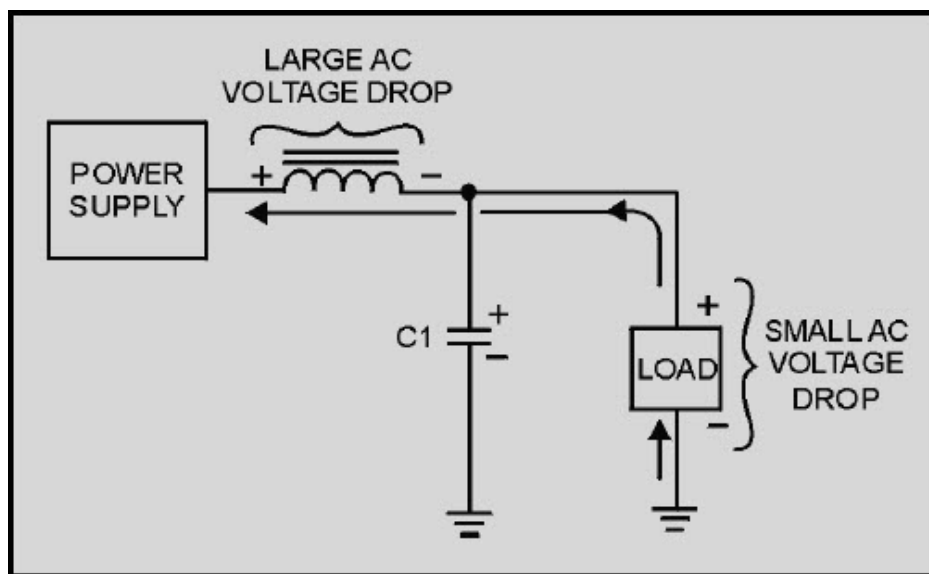 LARGE AC
VOLTAGE DROP
POWER
SUPPLY
+
-
C1
+
-
+
LOAD
-
SMALL AC
VOLTAGE
DROP